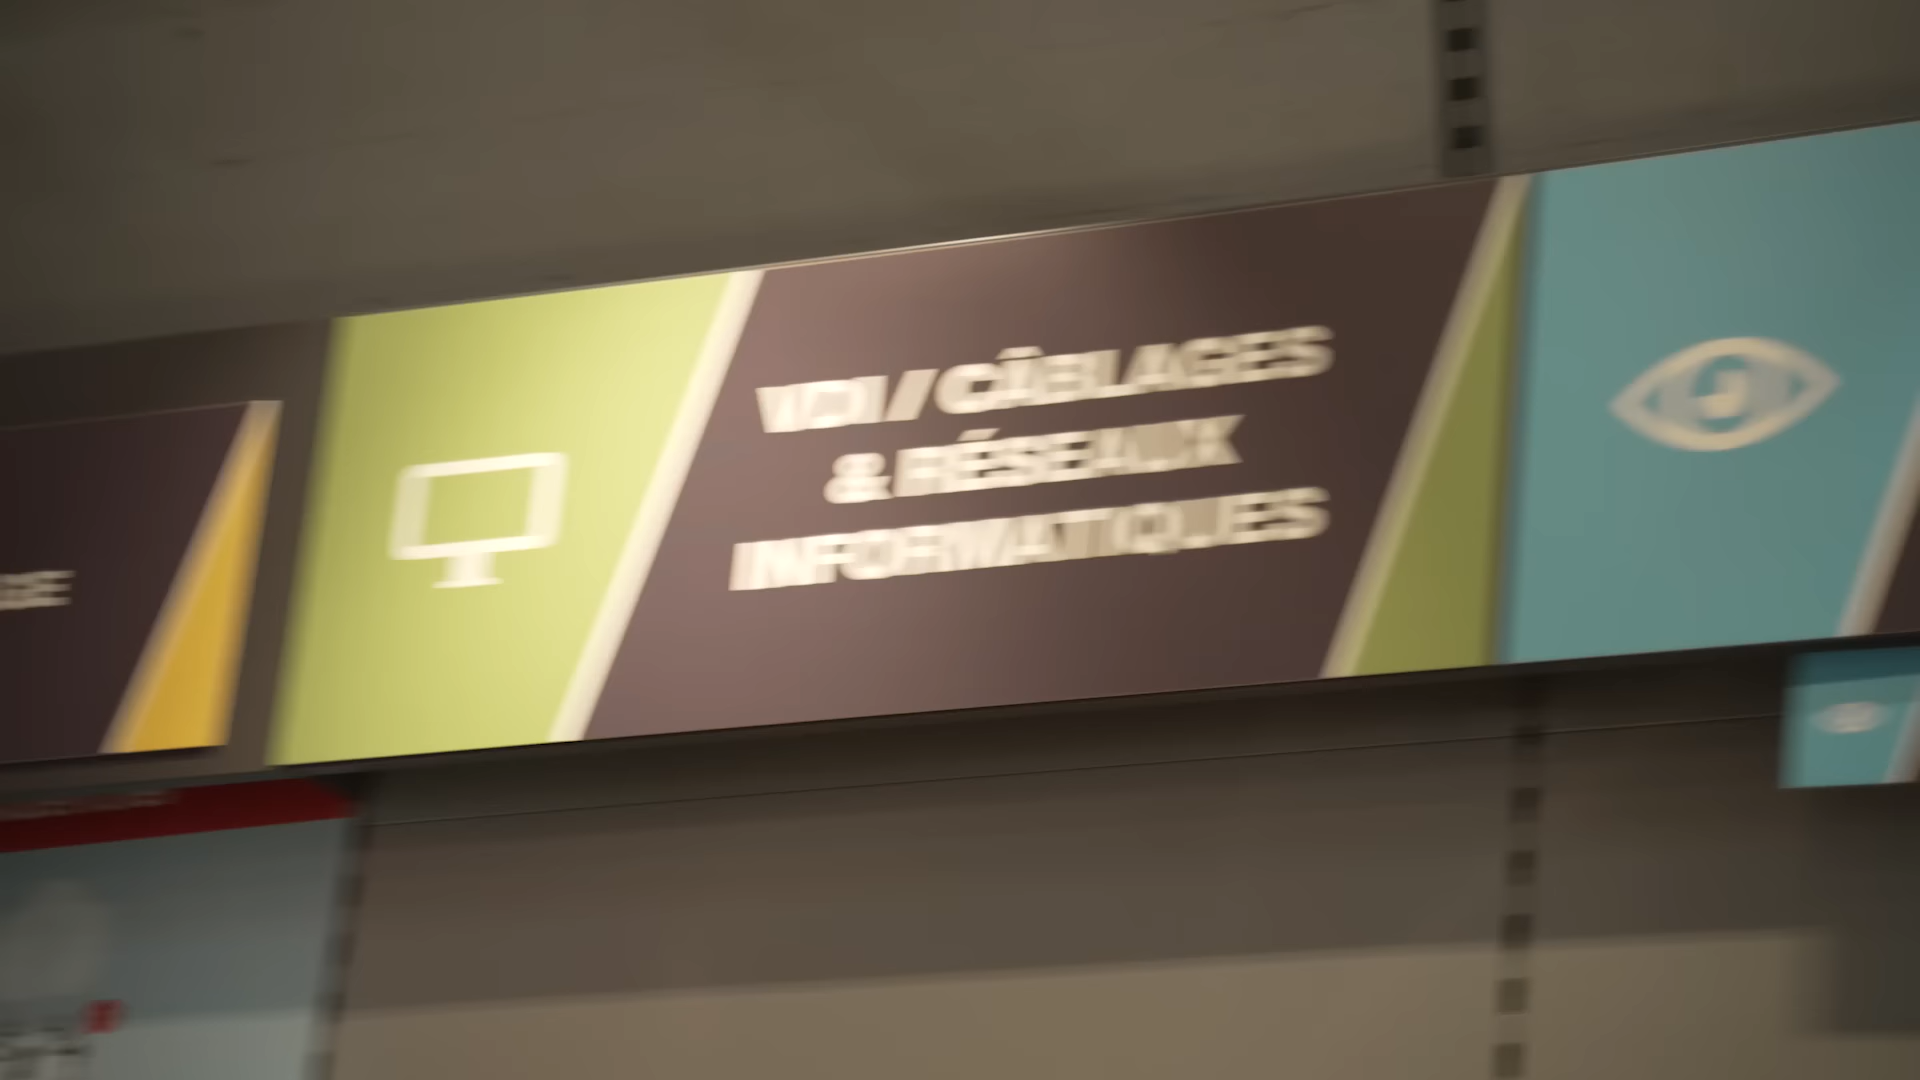 VDI / CÂBLAGES
& RÉSEAUX
INFORMATIQUES